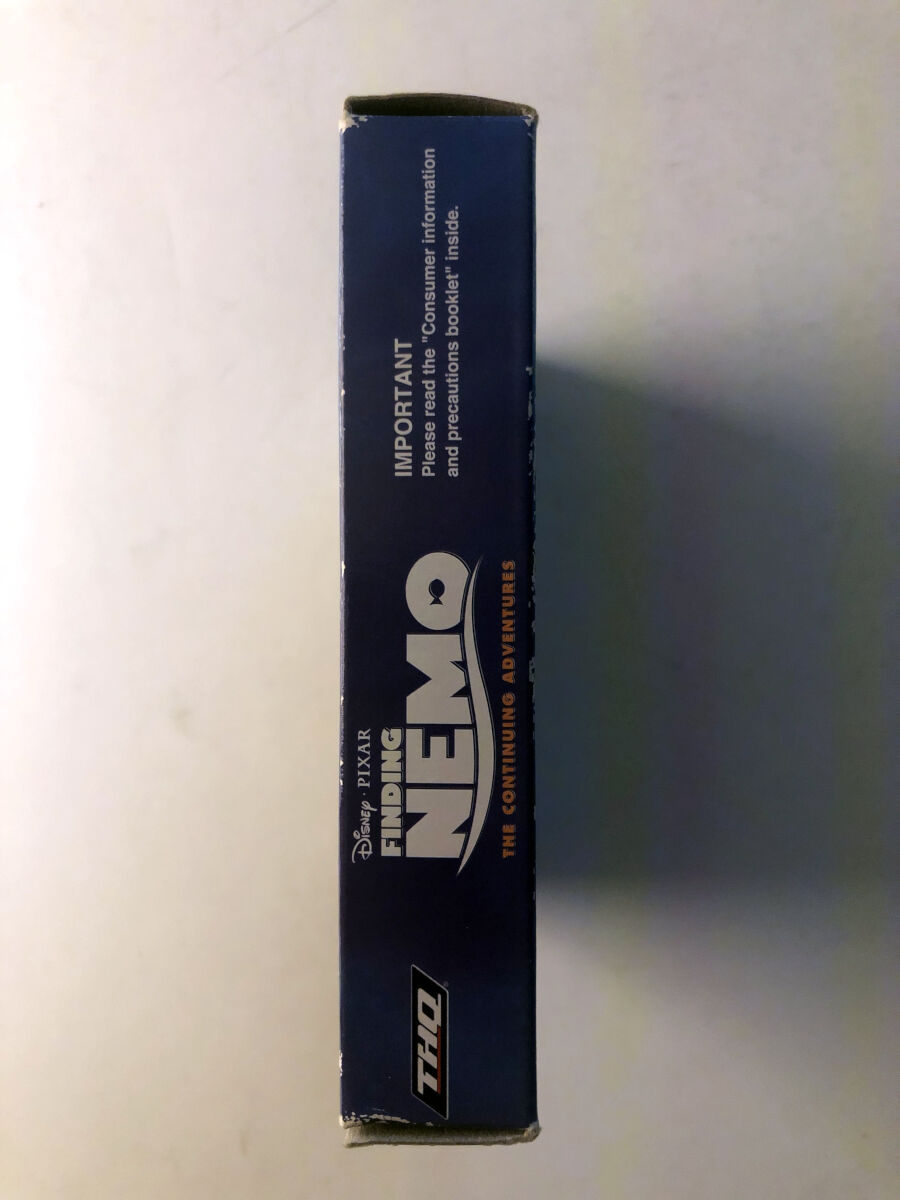 IMPORTANT
Please read the "Consumer information
and precautions booklet" inside.
Disney · PIXAR
FINDING
NEMO
THE CONTINUING ADVENTURES
THQ